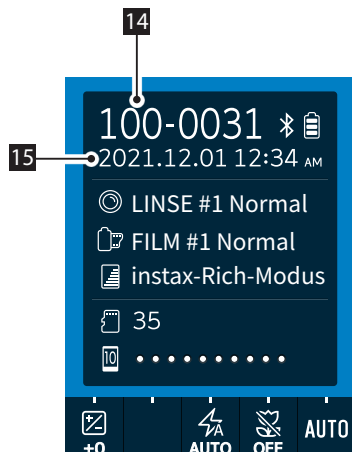 14
100-0031
15
2021.12.01 12:34 AM
LINSE #1 Normal
FILM #1 Normal
instax-Rich-Modus
35
10
+0 AUTO OFF AUTO